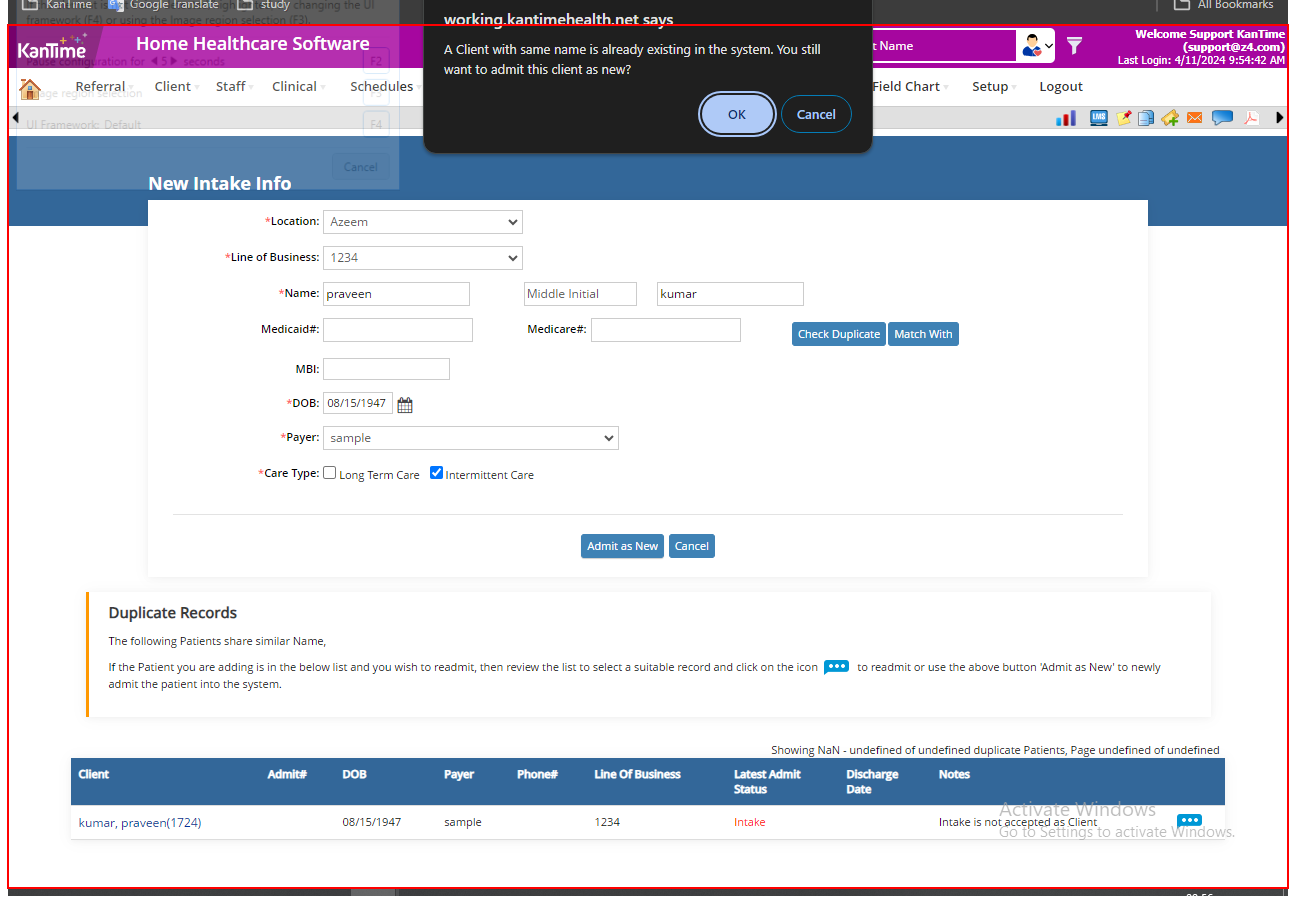 KanTime
Google Translate
study
All Bookmarks
changing the UI
framework (F4) or using the Image region selection (F3).
working.kantimehealth.net says
A Client with same name is already existing in the system. You still
want to admit this client as new?
OK
Cancel
KanTime
Home Healthcare Software
t Name
Welcome Support KanTime
(support@z4.com)
Last Login: 4/11/2024 9:54:42 AM
Pause configuration for 5 seconds
F2
Referral
Client
Staff
Clinical
Schedules
Field Chart
Setup
Logout
Image region selection
F3
UI Framework: Default
F4
LMS
Cancel
New Intake Info
*Location: Azeem
*Line of Business: 1234
*Name: praveen Middle Initial kumar
Medicaid#: Medicare#: Check Duplicate Match With
MBI:
*DOB: 08/15/1947
*Payer: sample
*Care Type: Long Term Care Intermittent Care
Admit as New Cancel
Duplicate Records
The following Patients share similar Name,
If the Patient you are adding is in the below list and you wish to readmit, then review the list to select a suitable record and click on the icon to readmit or use the above button 'Admit as New' to newly
admit the patient into the system.
Showing NaN - undefined of undefined duplicate Patients, Page undefined of undefined
Client Admit# DOB Payer Phone# Line Of Business Latest Admit Status Discharge Date Notes
kumar, praveen(1724) 08/15/1947 sample 1234 Intake Intake is not accepted as Client
Activate Windows
Go to Settings to activate Windows.